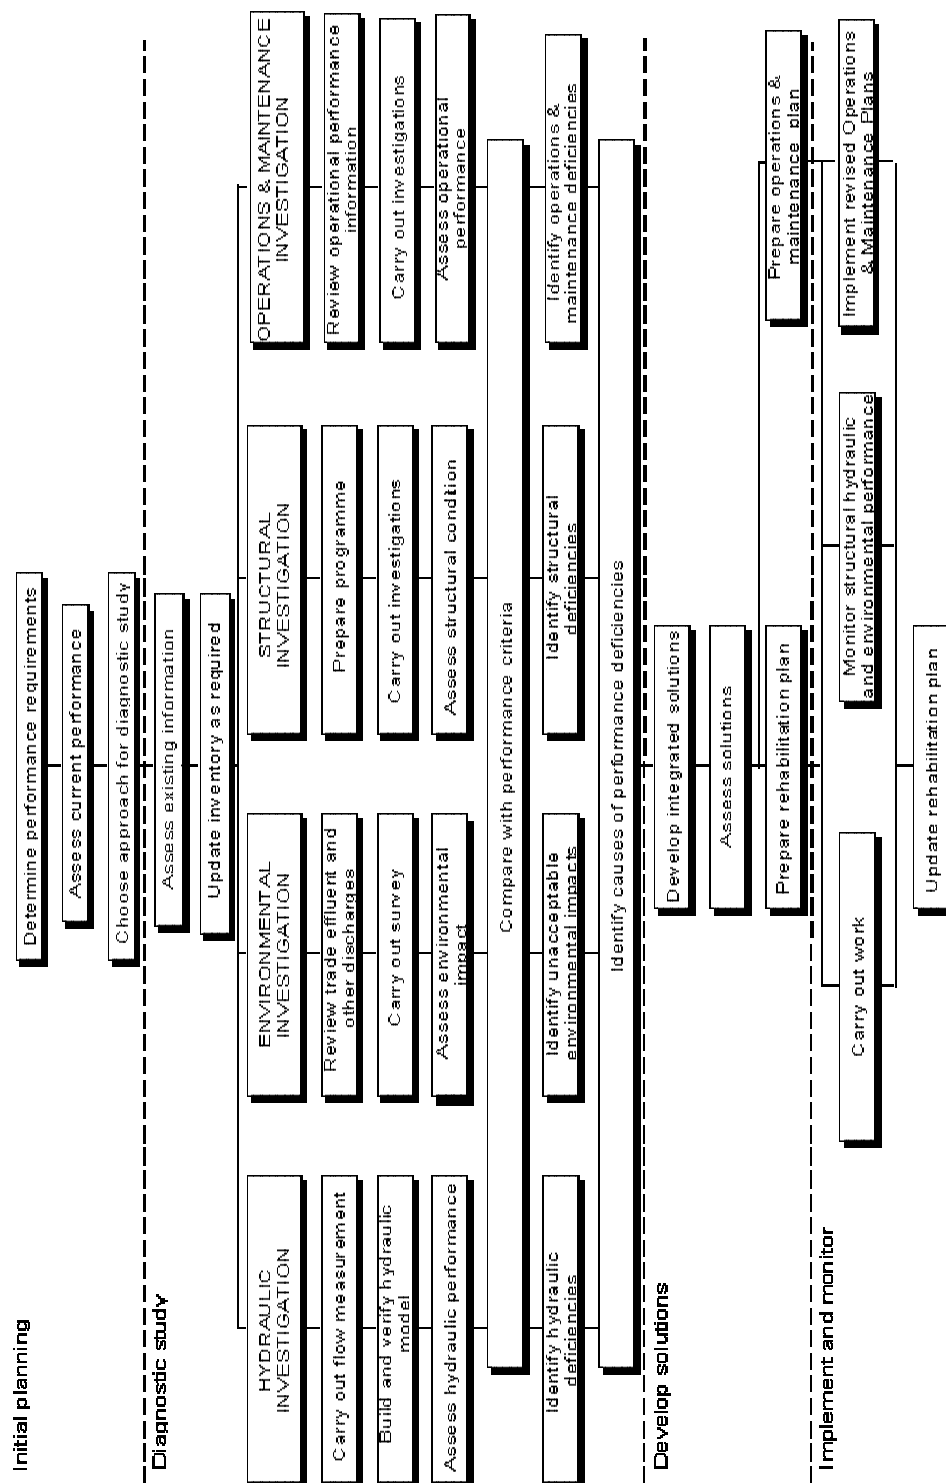 Initial planning
Determine performance requirements
Assess current performance
Choose approach for diagnostic study
Diagnostic study
Assess existing information
Update inventory as required
HYDRAULIC
INVESTIGATION
ENVIRONMENTAL
INVESTIGATION
STRUCTURAL
INVESTIGATION
OPERATIONS & MAINTENANCE
INVESTIGATION
Carry out flow measurement
Review trade effluent and
other discharges
Prepare programme
Review operational performance
information
Build and verify hydraulic
model
Carry out survey
Carry out investigations
Carry out investigations
Assess hydraulic performance
Assess environmental
impact
Assess structural condition
Assess operational
performance
Compare with performance criteria
Identify hydraulic
deficiencies
Identify unacceptable
environmental impacts
Identify structural
deficiencies
Identify operations &
maintenance deficiencies
Identify causes of performance deficiencies
Develop solutions
Develop integrated solutions
Assess solutions
Prepare rehabilitation plan
Prepare operations &
maintenance plan
Implement and monitor
Carry out work
Monitor structural hydraulic
and environmental performance
Implement revised Operations
& Maintenance Plans
Update rehabilitation plan